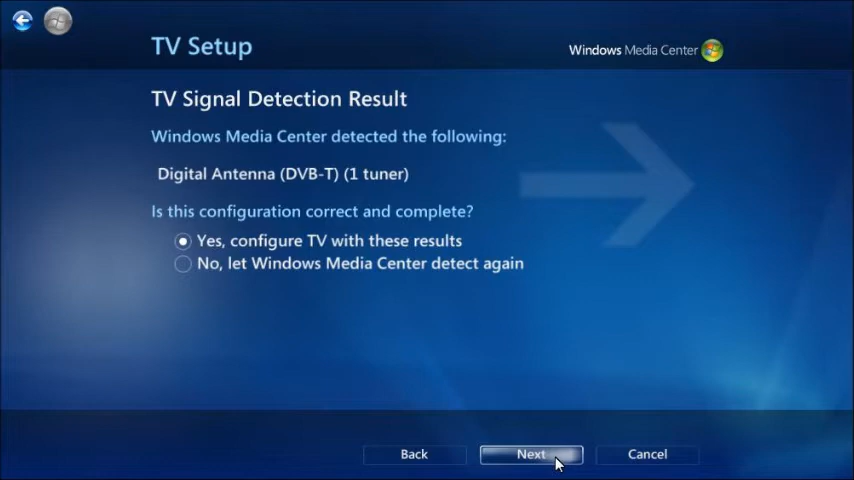 TV Setup
Windows Media Center
TV Signal Detection Result
Windows Media Center detected the following:
Digital Antenna (DVB-T) (1 tuner)
Is this configuration correct and complete?
Yes, configure TV with these results
No, let Windows Media Center detect again
Back Next Cancel